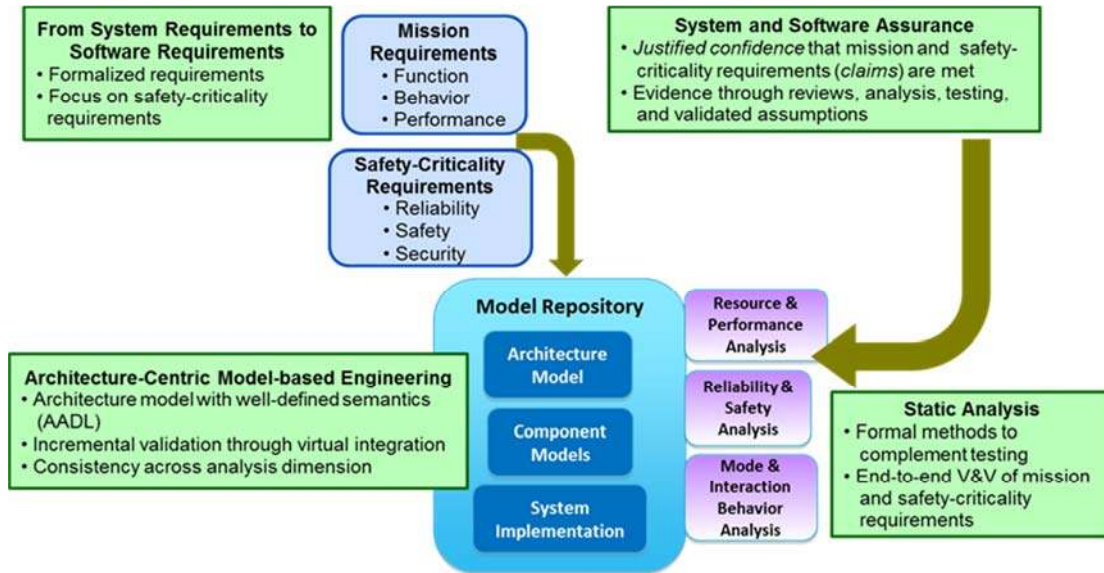 From System Requirements to
Software Requirements
• Formalized requirements
• Focus on safety-criticality
requirements
Mission
Requirements
• Function
• Behavior
• Performance
Safety-Criticality
Requirements
• Reliability
• Safety
• Security
System and Software Assurance
• Justified confidence that mission and safety-
criticality requirements (claims) are met
• Evidence through reviews, analysis, testing,
and validated assumptions
Model Repository
Architecture
Model
Component
Models
System
Implementation
Resource &
Performance
Analysis
Reliability &
Safety
Analysis
Mode &
Interaction
Behavior
Analysis
Architecture-Centric Model-based Engineering
• Architecture model with well-defined semantics
(AADL)
• Incremental validation through virtual integration
• Consistency across analysis dimension
Static Analysis
• Formal methods to
complement testing
• End-to-end V&V of mission
and safety-criticality
requirements